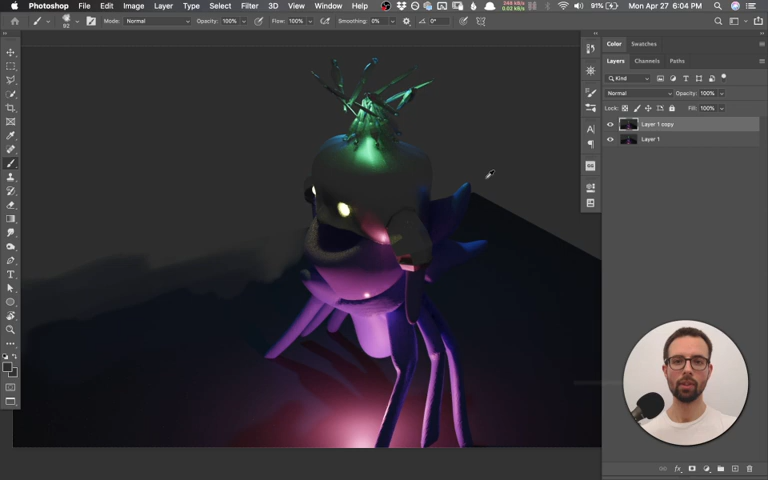 Photoshop File Edit Image Layer Type Select Filter 3D View Window Help 91% Mon Apr 27 6:04 PM
92 Mode: Normal Opacity: 100% Flow: 100% Smoothing: 0% 0°
Color Swatches
Layers Channels Paths
Kind
Normal Opacity: 100%
Lock: Fill: 100%
Layer 1 copy
Layer 1